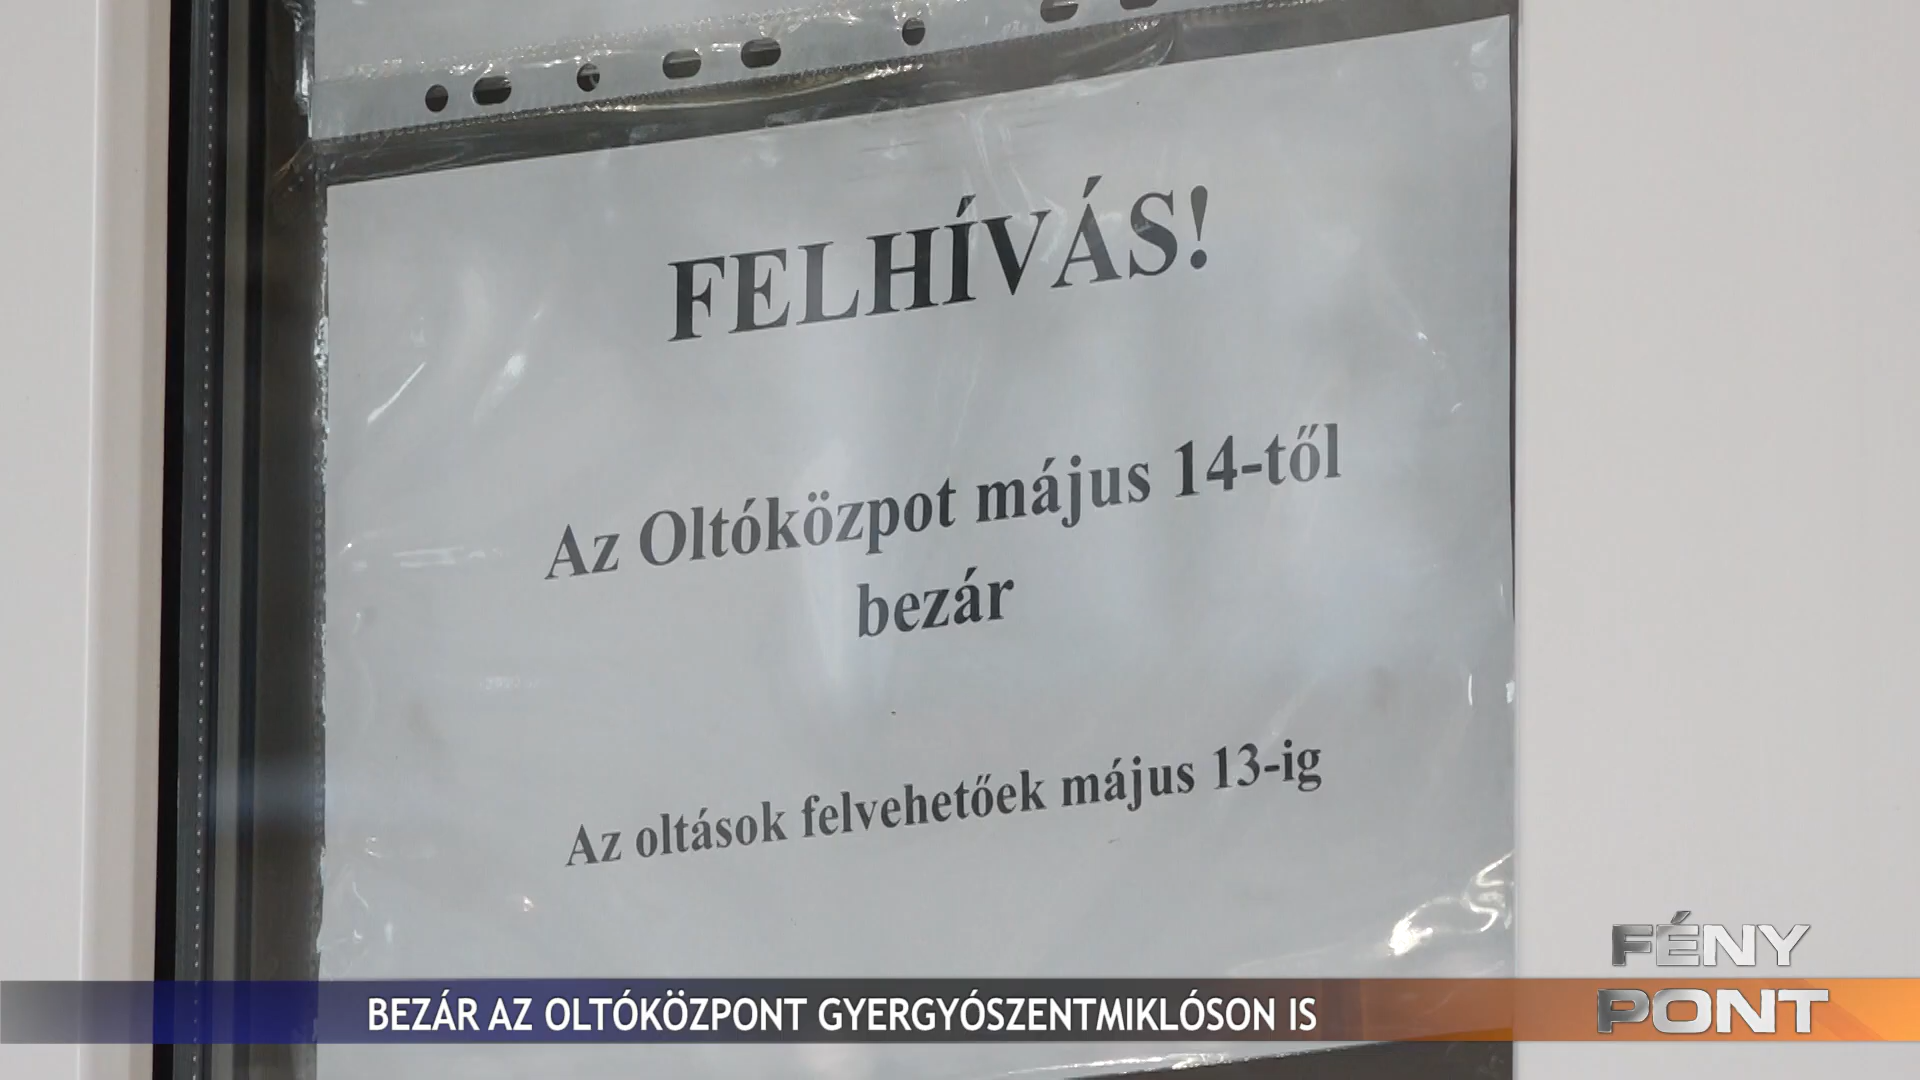 FELHÍVÁS!
Az Oltóközpot május 14-től
bezár
Az oltások felvehetőek május 13-ig
BEZÁR AZ OLTÓKÖZPONT GYERGYÓSZENTMIKLÓSON IS
FÉNY
PONT